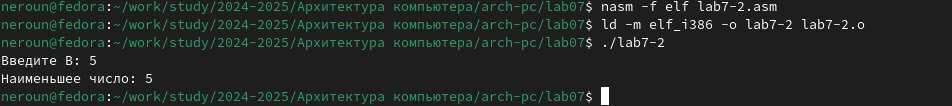 neroun@fedora:~/work/study/2024-2025/Архитектура компьютера/arch-pc/lab07$ nasm -f elf lab7-2.asm
neroun@fedora:~/work/study/2024-2025/Архитектура компьютера/arch-pc/lab07$ ld -m elf_i386 -o lab7-2 lab7-2.o
neroun@fedora:~/work/study/2024-2025/Архитектура компьютера/arch-pc/lab07$ ./lab7-2
Введите В: 5
Наименьшее число: 5
neroun@fedora:~/work/study/2024-2025/Архитектура компьютера/arch-pc/lab07$